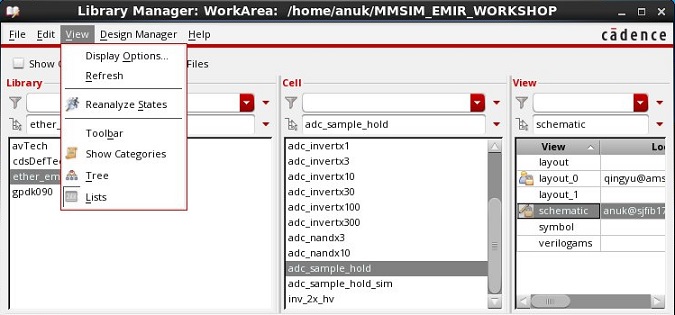 Library Manager: WorkArea: /home/anuk/MMSIM_EMIR_WORKSHOP
File Edit View Design Manager Help
cādence
Show
Files
Display Options...
Refresh
Reanalyze States
Toolbar
Show Categories
Tree
Lists
Library
ether_
avTech
cdsDefTec
ether_em
gpdk090
Cell
adc_sample_hold
adc_invertx1
adc_invertx3
adc_invertx10
adc_invertx30
adc_invertx100
adc_invertx300
adc_nandx3
adc_nandx10
adc_sample_hold
adc_sample_hold_sim
inv_2x_hv
View
schematic
View Lo
layout
layout_0 qingyu@ams
layout_1
schematic anuk@sjfib17
symbol
verilogams